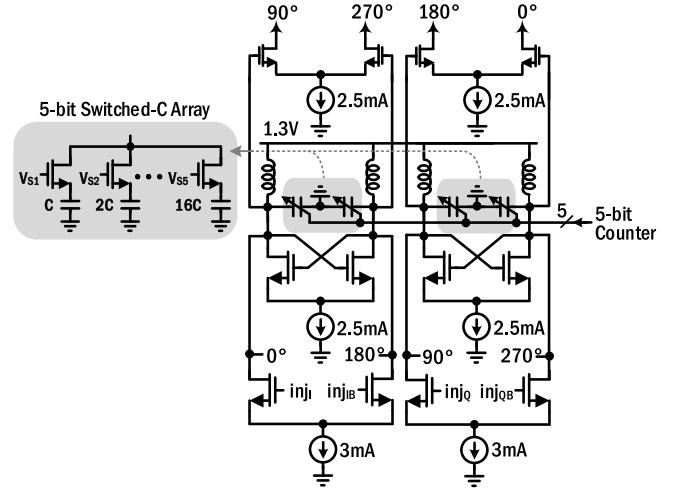 90° 270° 180° 0°
2.5mA 2.5mA
5-bit Switched-C Array
1.3V
VS1 VS2 VS5
C 2C 16C
5
5-bit
Counter
2.5mA 2.5mA
0° 180° 90° 270°
injI injIB injQ injQB
3mA 3mA